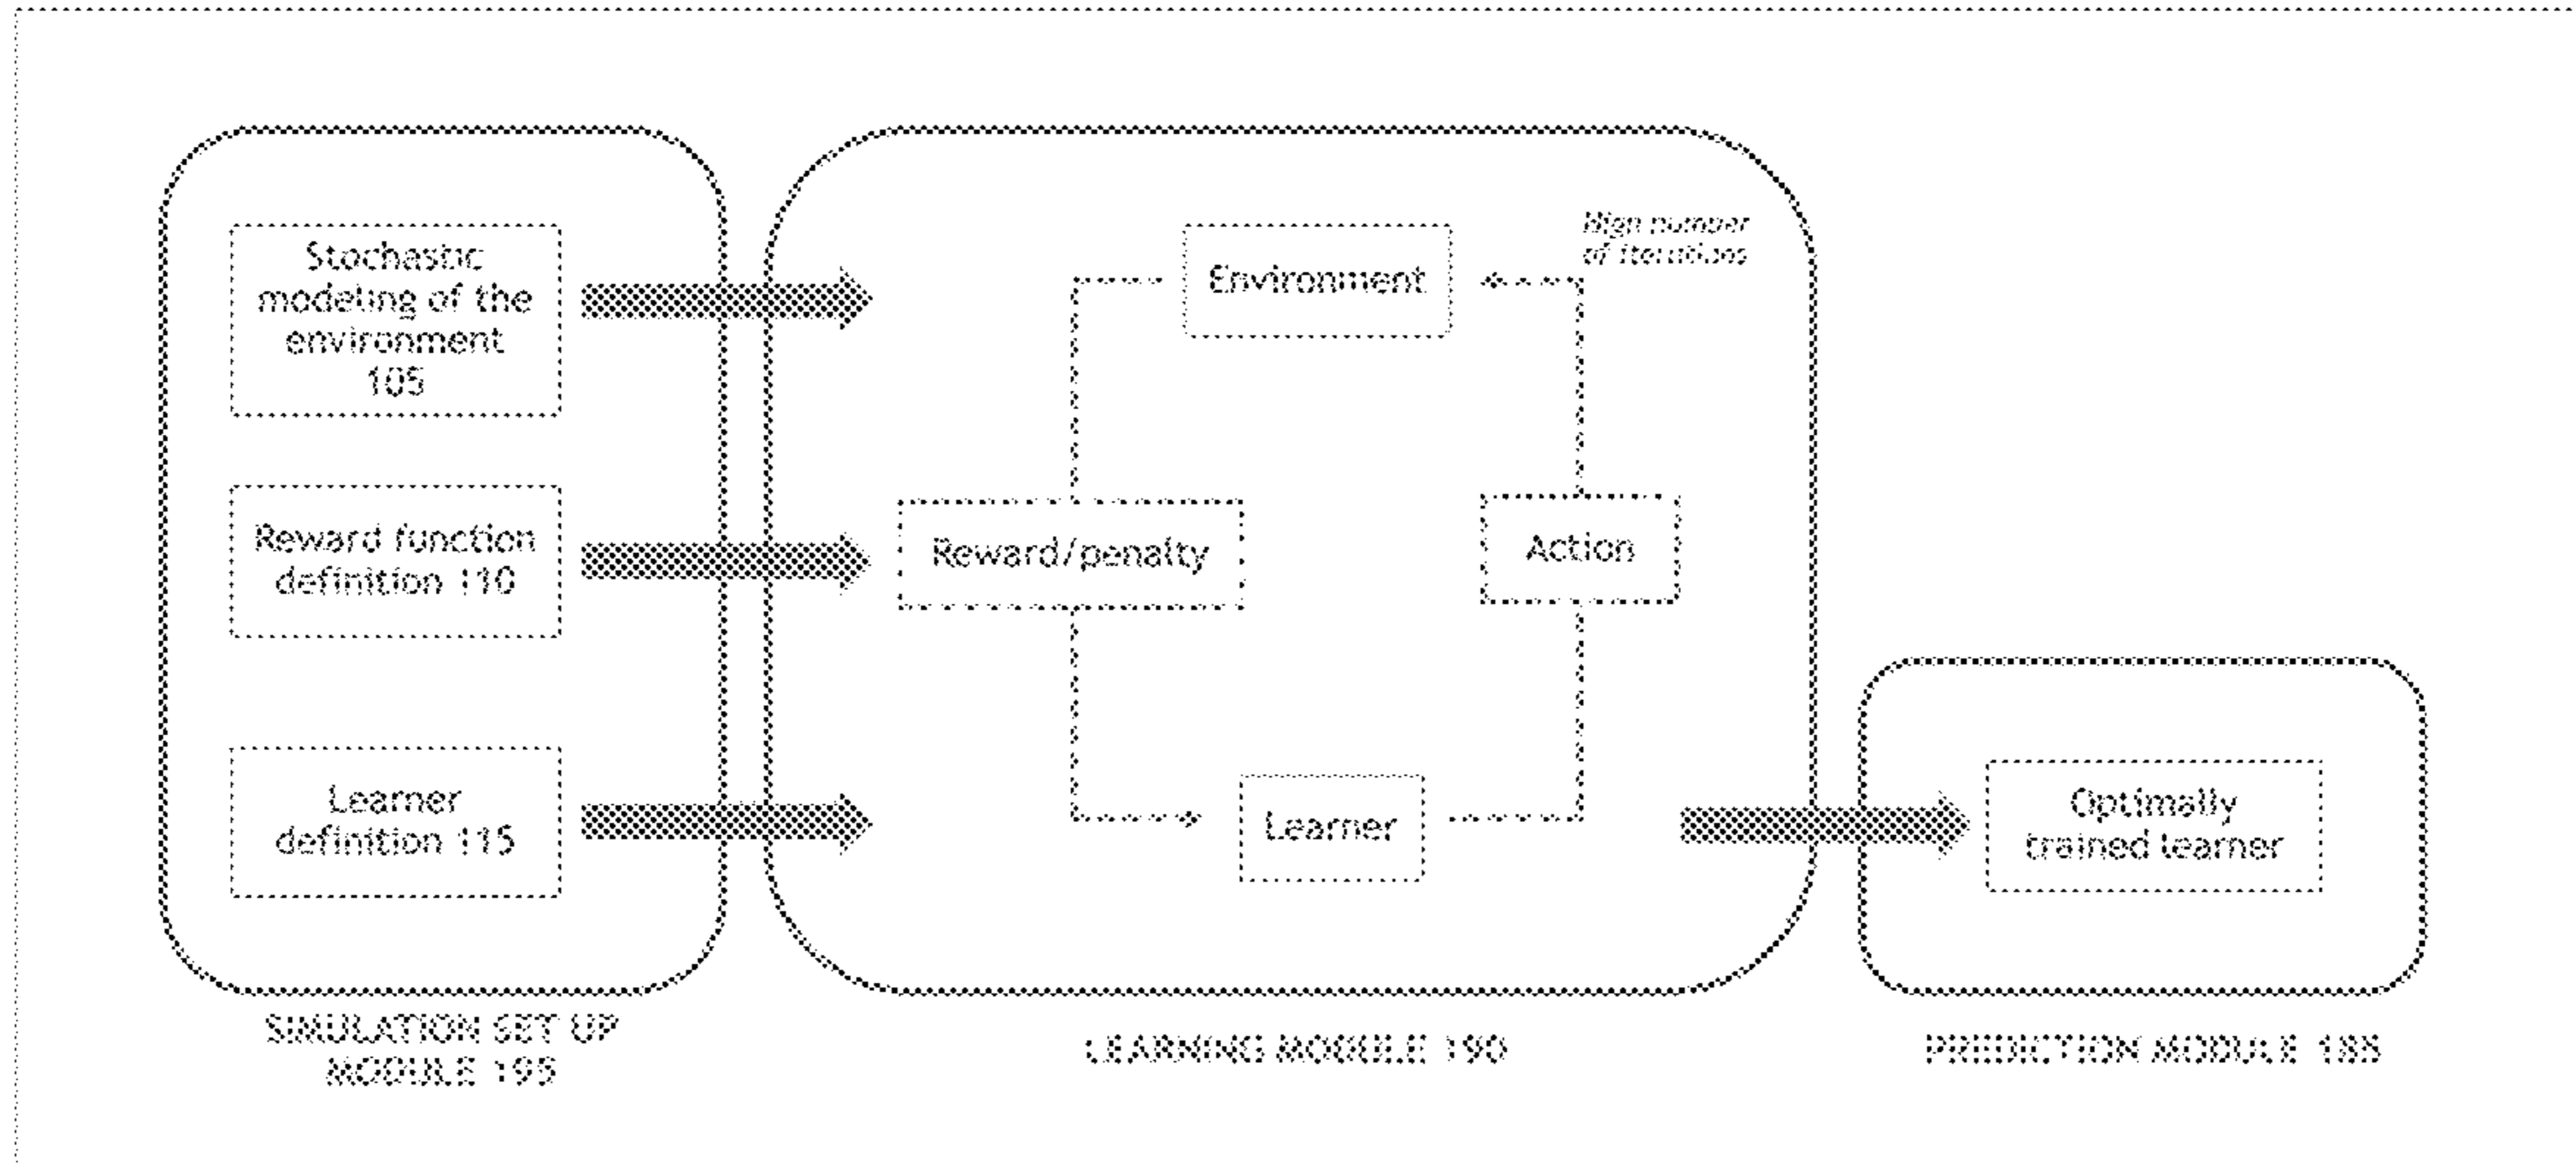 Stochastic
modeling of the
environment
105
Reward function
definition 110
Learner
definition 115
SIMULATION SET UP
MODULE 195
Environment
High number
of iterations
Reward/penalty
Action
Learner
LEARNING MODULE 190
Optimally
trained learner
PREDICTION MODULE